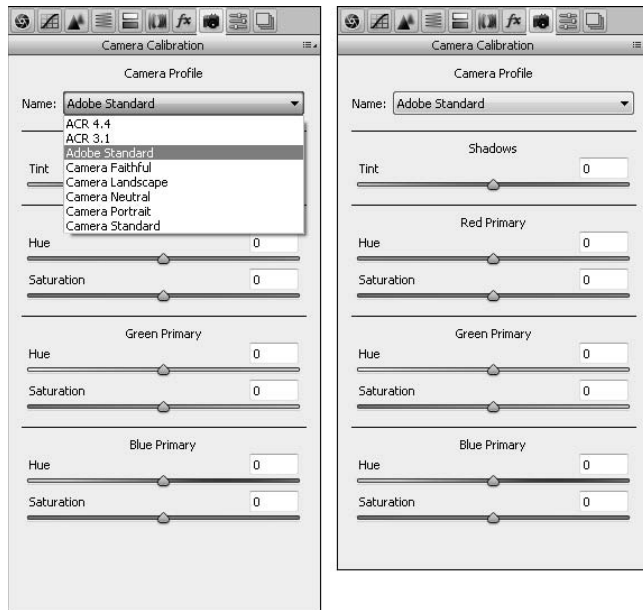 fx
Camera Calibration
Camera Profile
Name: Adobe Standard
ACR 4.4
ACR 3.1
Adobe Standard
Camera Faithful
Camera Landscape
Camera Neutral
Camera Portrait
Camera Standard
Tint
Hue 0
Saturation 0
Green Primary
Hue 0
Saturation 0
Blue Primary
Hue 0
Saturation 0
fx
Camera Calibration
Camera Profile
Name: Adobe Standard
Shadows
Tint 0
Red Primary
Hue 0
Saturation 0
Green Primary
Hue 0
Saturation 0
Blue Primary
Hue 0
Saturation 0